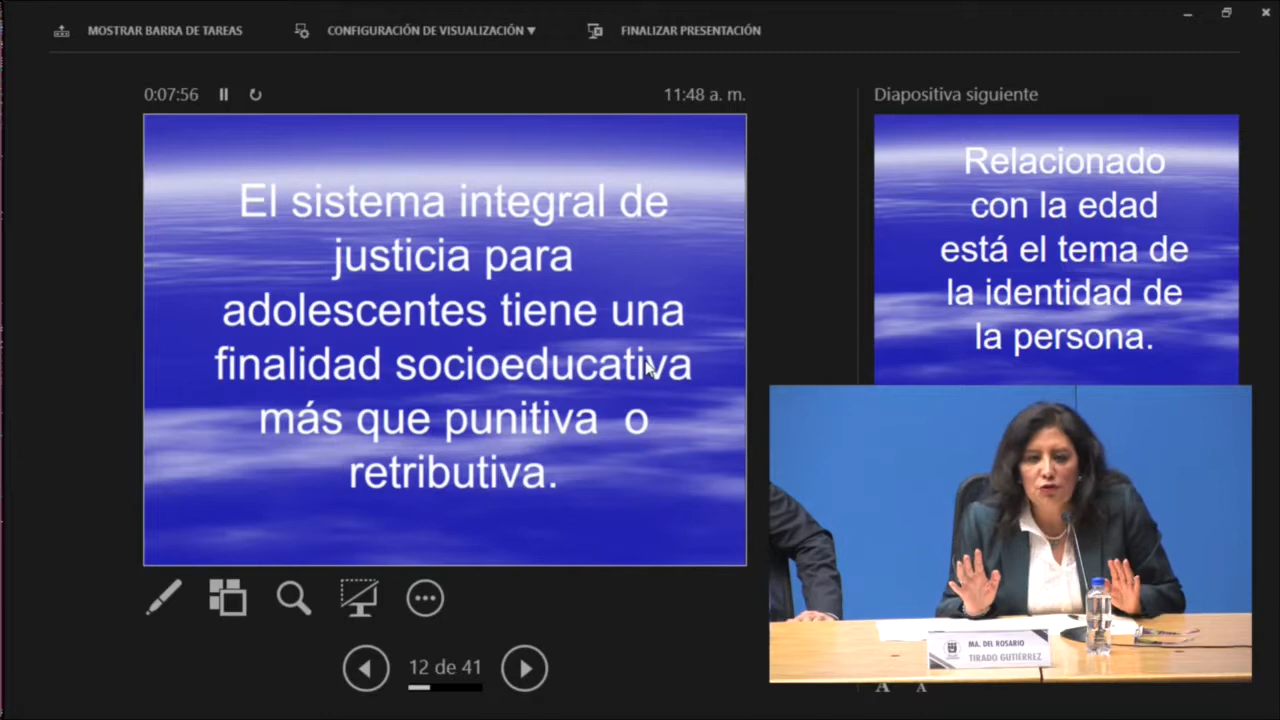 MOSTRAR BARRA DE TAREAS
CONFIGURACIÓN DE VISUALIZACIÓN ▼
FINALIZAR PRESENTACIÓN
0:07:56
11:48 a. m.
Diapositiva siguiente
El sistema integral de
justicia para
adolescentes tiene una
finalidad socioeducativa
más que punitiva o
retributiva.
Relacionado
con la edad
está el tema de
la identidad de
la persona.
MA. DEL ROSARIO
TIRADO GUTIÉRREZ
12 de 41
A A